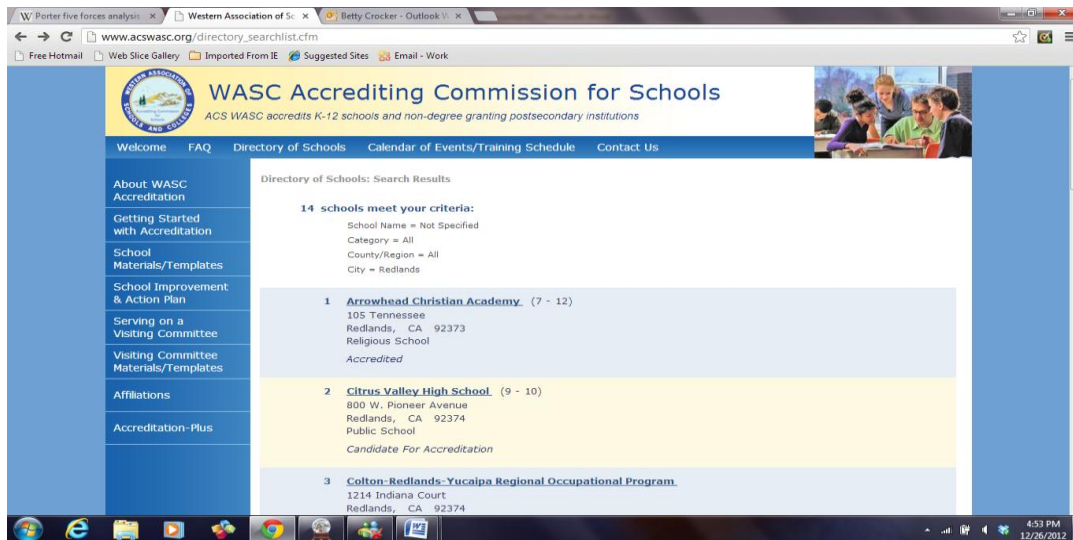 Porter five forces analysis
Western Association of Sc
Betty Crocker - Outlook W
www.acswasc.org/directory_searchlist.cfm
Free Hotmail
Web Slice Gallery
Imported From IE
Suggested Sites
Email - Work
WESTERN ASSOCIATION OF SCHOOLS AND COLLEGES
WASC Accrediting Commission for Schools
ACS WASC accredits K-12 schools and non-degree granting postsecondary institutions
Welcome FAQ Directory of Schools Calendar of Events/Training Schedule Contact Us
About WASC
Accreditation
Getting Started
with Accreditation
School
Materials/Templates
School Improvement
& Action Plan
Serving on a
Visiting Committee
Visiting Committee
Materials/Templates
Affiliations
Accreditation-Plus
Directory of Schools: Search Results
14 schools meet your criteria:
School Name = Not Specified
Category = All
County/Region = All
City = Redlands
1 Arrowhead Christian Academy (7 - 12)
105 Tennessee
Redlands, CA 92373
Religious School
Accredited
2 Citrus Valley High School (9 - 10)
800 W. Pioneer Avenue
Redlands, CA 92374
Public School
Candidate For Accreditation
3 Colton-Redlands-Yucaipa Regional Occupational Program
1214 Indiana Court
Redlands, CA 92374
4:53 PM
12/26/2012